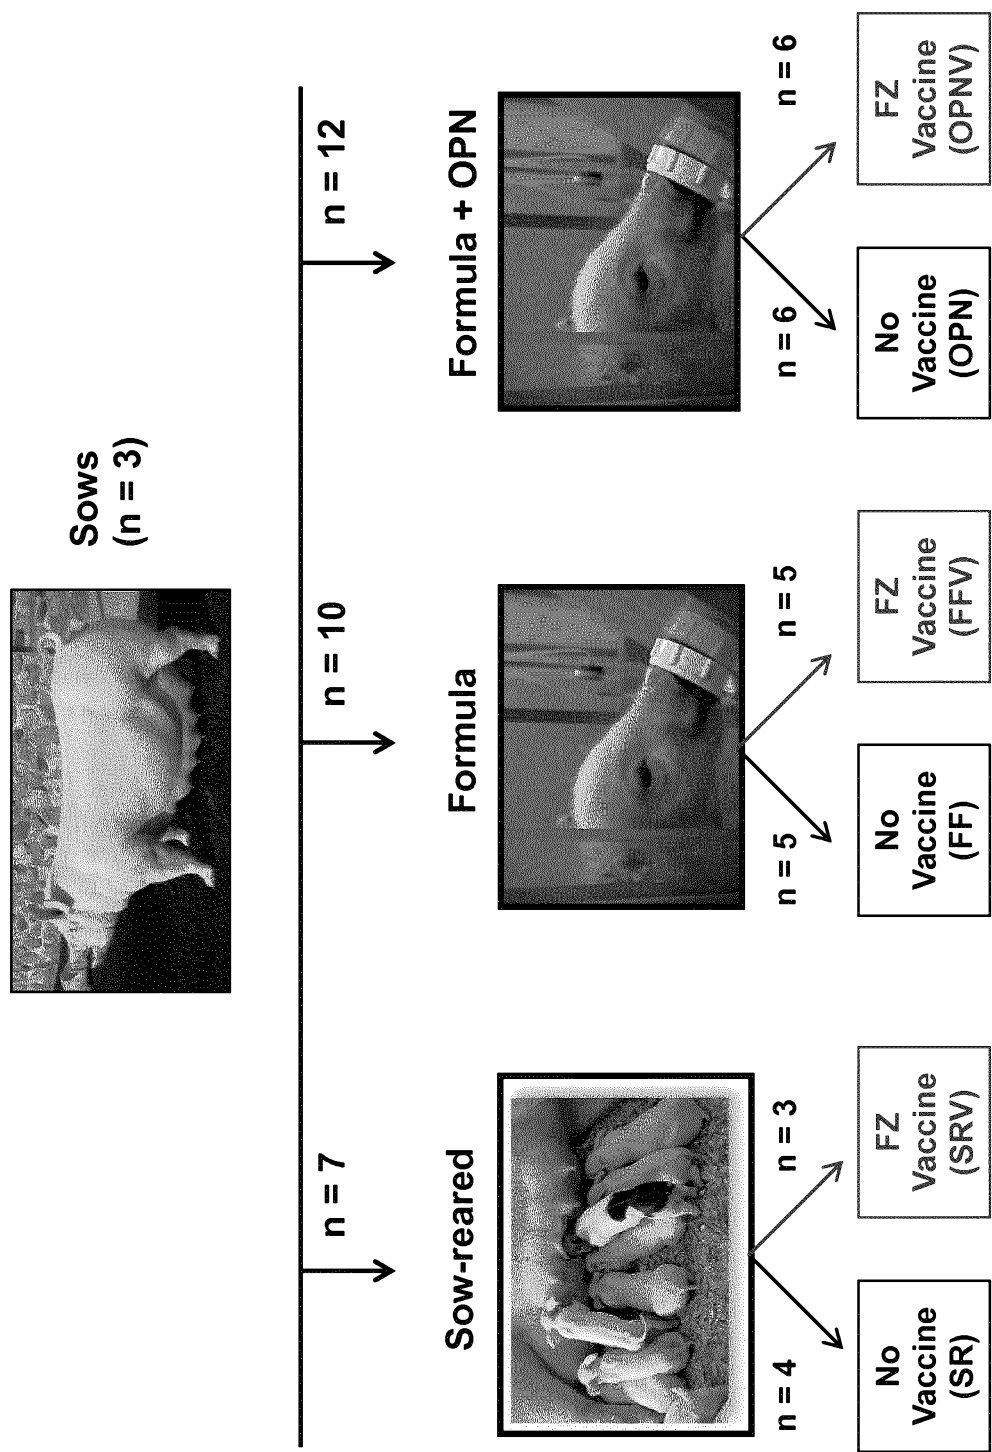 Sows
(n = 3)
n = 7
n = 10
n = 12
Sow-reared
Formula
Formula + OPN
n = 4
n = 3
n = 5
n = 5
n = 6
n = 6
No
Vaccine
(SR)
FZ
Vaccine
(SRV)
No
Vaccine
(FF)
FZ
Vaccine
(FFV)
No
Vaccine
(OPN)
FZ
Vaccine
(OPNV)